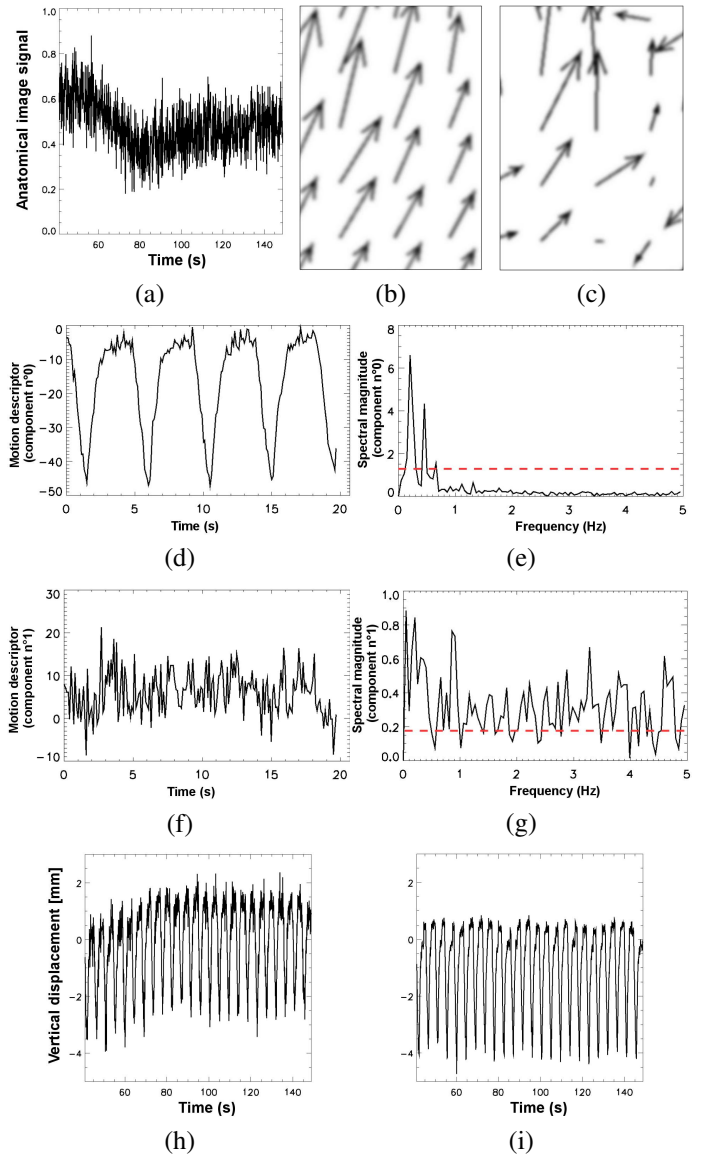 Anatomical image signal
1.0
0.8
0.6
0.4
0.2
0.0
60 80 100 120 140
Time (s)
(a) (b) (c)
Motion descriptor
(component n°0)
0
−10
−20
−30
−40
−50
0 5 10 15 20
Time (s)
(d)
Spectral magnitude
(component n°0)
8
6
4
2
0
0 1 2 3 4 5
Frequency (Hz)
(e)
Motion descriptor
(component n°1)
30
20
10
0
−10
0 5 10 15 20
Time (s)
(f)
Spectral magnitude
(component n°1)
1.0
0.8
0.6
0.4
0.2
0.0
0 1 2 3 4 5
Frequency (Hz)
(g)
Vertical displacement [mm]
2
0
−2
−4
60 80 100 120 140
Time (s)
(h)
2
0
−2
−4
60 80 100 120 140
Time (s)
(i)